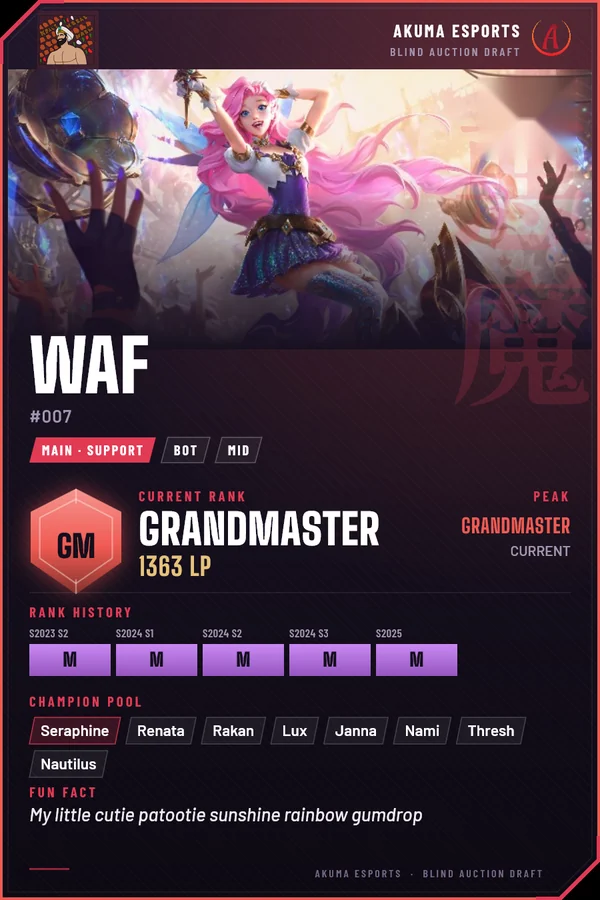 AKUMA ESPORTS
BLIND AUCTION DRAFT
A
魔
WAF
#007
MAIN · SUPPORT BOT MID
GM
CURRENT RANK
GRANDMASTER
1363 LP
PEAK
GRANDMASTER
CURRENT
RANK HISTORY
S2023 S2 S2024 S1 S2024 S2 S2024 S3 S2025
M M M M M
CHAMPION POOL
Seraphine Renata Rakan Lux Janna Nami Thresh
Nautilus
FUN FACT
My little cutie patootie sunshine rainbow gumdrop
AKUMA ESPORTS · BLIND AUCTION DRAFT